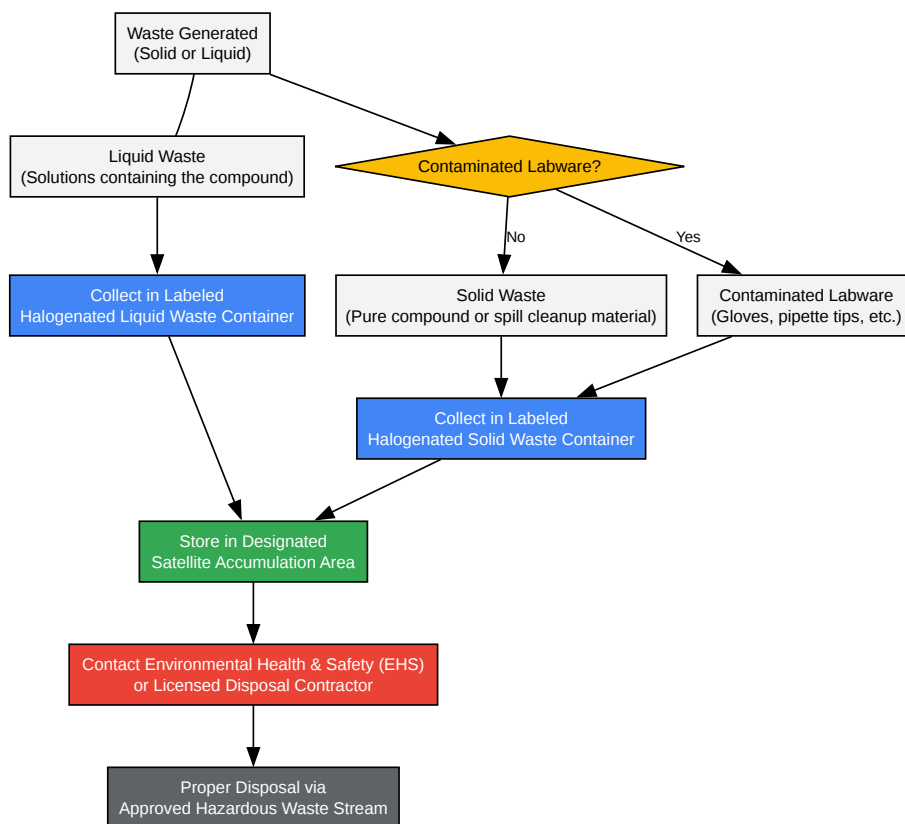 Waste Generated
(Solid or Liquid)
Liquid Waste
(Solutions containing the compound)
Contaminated Labware?
No
Yes
Collect in Labeled
Halogenated Liquid Waste Container
Solid Waste
(Pure compound or spill cleanup material)
Contaminated Labware
(Gloves, pipette tips, etc.)
Collect in Labeled
Halogenated Solid Waste Container
Store in Designated
Satellite Accumulation Area
Contact Environmental Health & Safety (EHS)
or Licensed Disposal Contractor
Proper Disposal via
Approved Hazardous Waste Stream